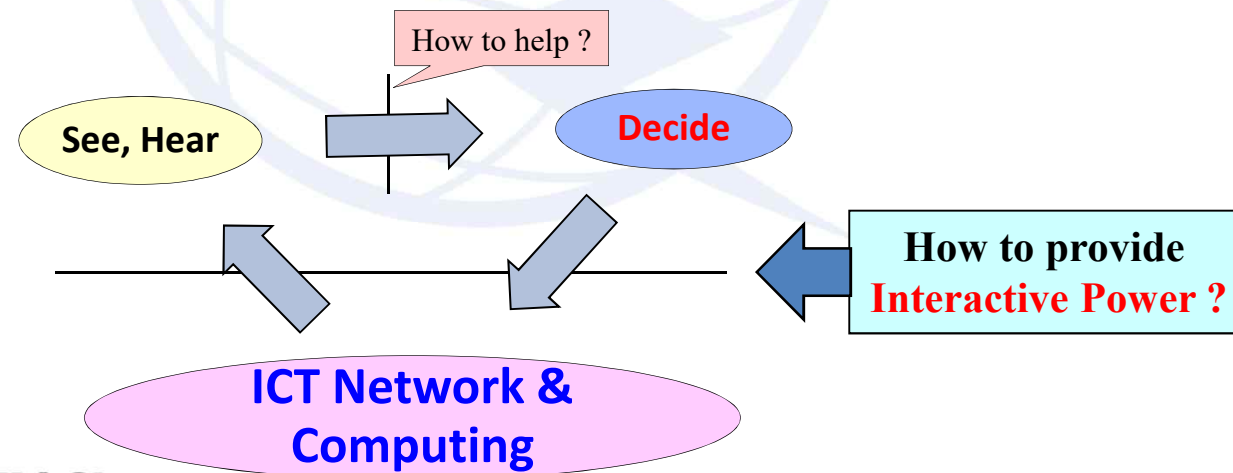 How to help ?
See, Hear
Decide
How to provide
Interactive Power ?
ICT Network &
Computing